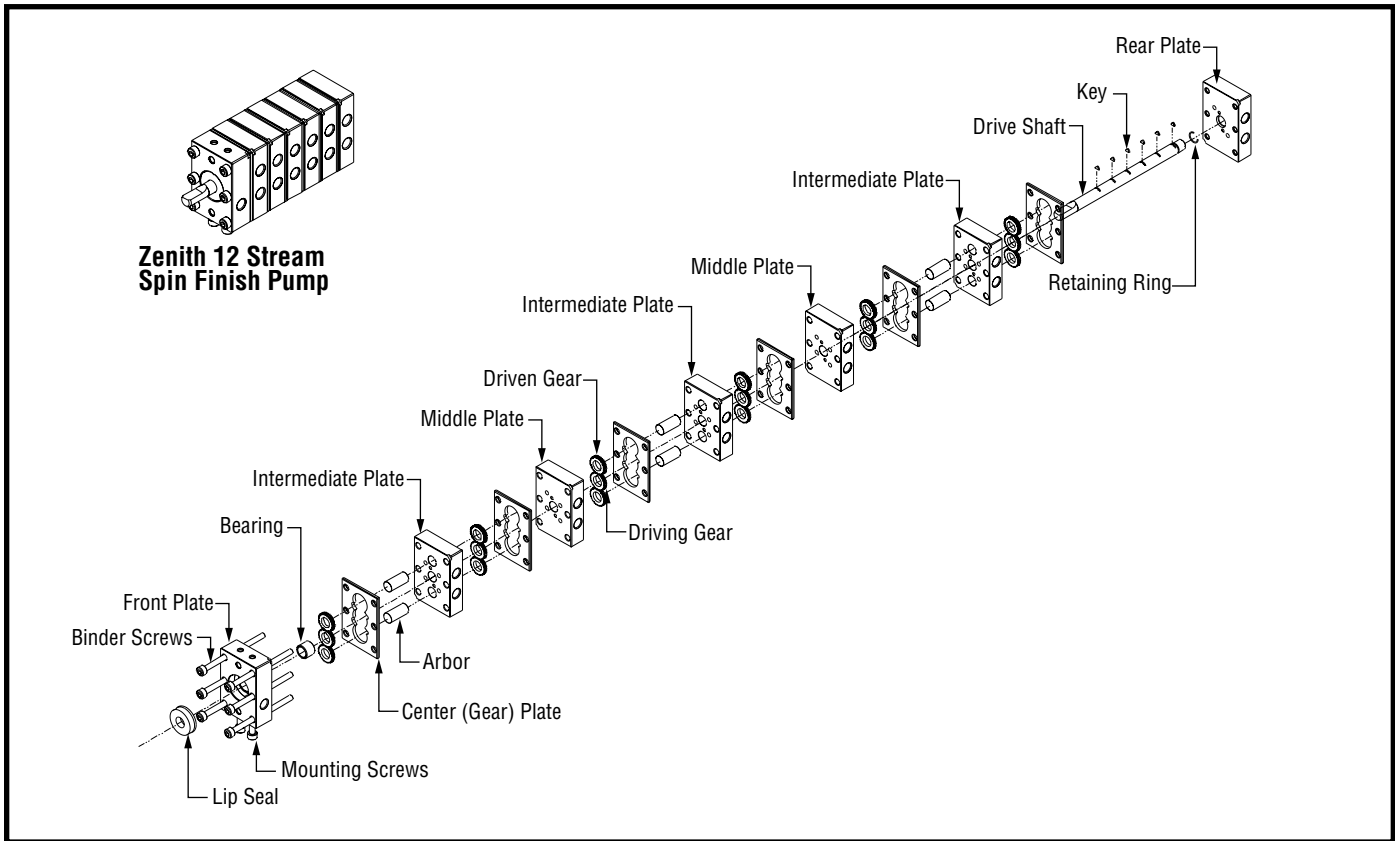 Rear Plate
Key
Drive Shaft
Intermediate Plate
Zenith 12 Stream
Spin Finish Pump
Middle Plate
Retaining Ring
Intermediate Plate
Driven Gear
Middle Plate
Intermediate Plate
Bearing
Driving Gear
Front Plate
Binder Screws
Arbor
Center (Gear) Plate
Mounting Screws
Lip Seal